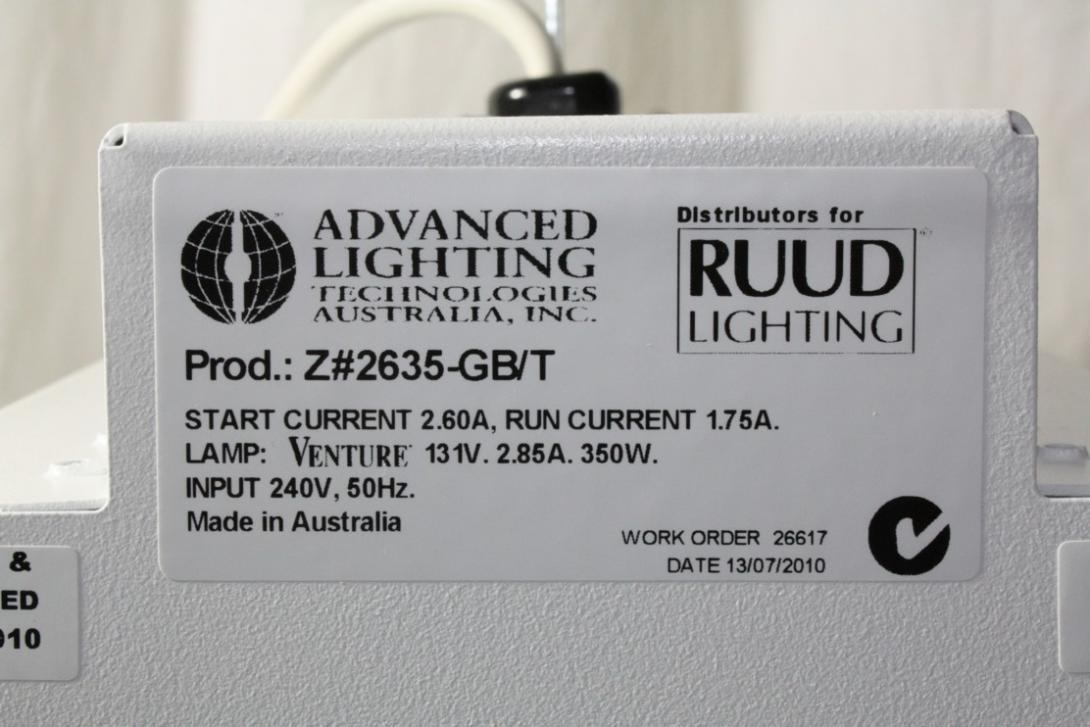 ADVANCED
LIGHTING
TECHNOLOGIES
AUSTRALIA, INC.
Distributors for
RUUD
LIGHTING
Prod.: Z#2635-GB/T
START CURRENT 2.60A, RUN CURRENT 1.75A.
LAMP: VENTURE 131V. 2.85A. 350W.
INPUT 240V, 50Hz.
Made in Australia
WORK ORDER 26617
DATE 13/07/2010
&
ED
010